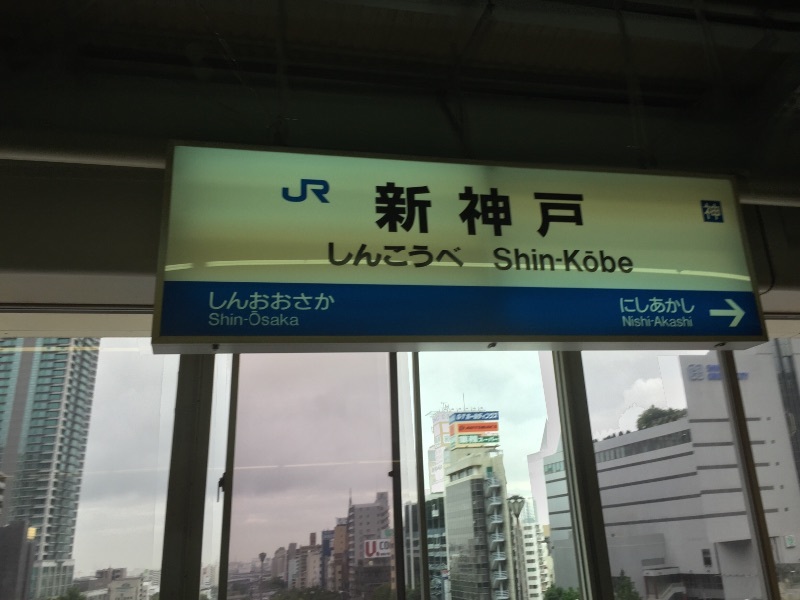 JR 新神戸 神
しんこうべ Shin-Kōbe
しんおおさか にしあかし →
Shin-Ōsaka Nishi-Akashi